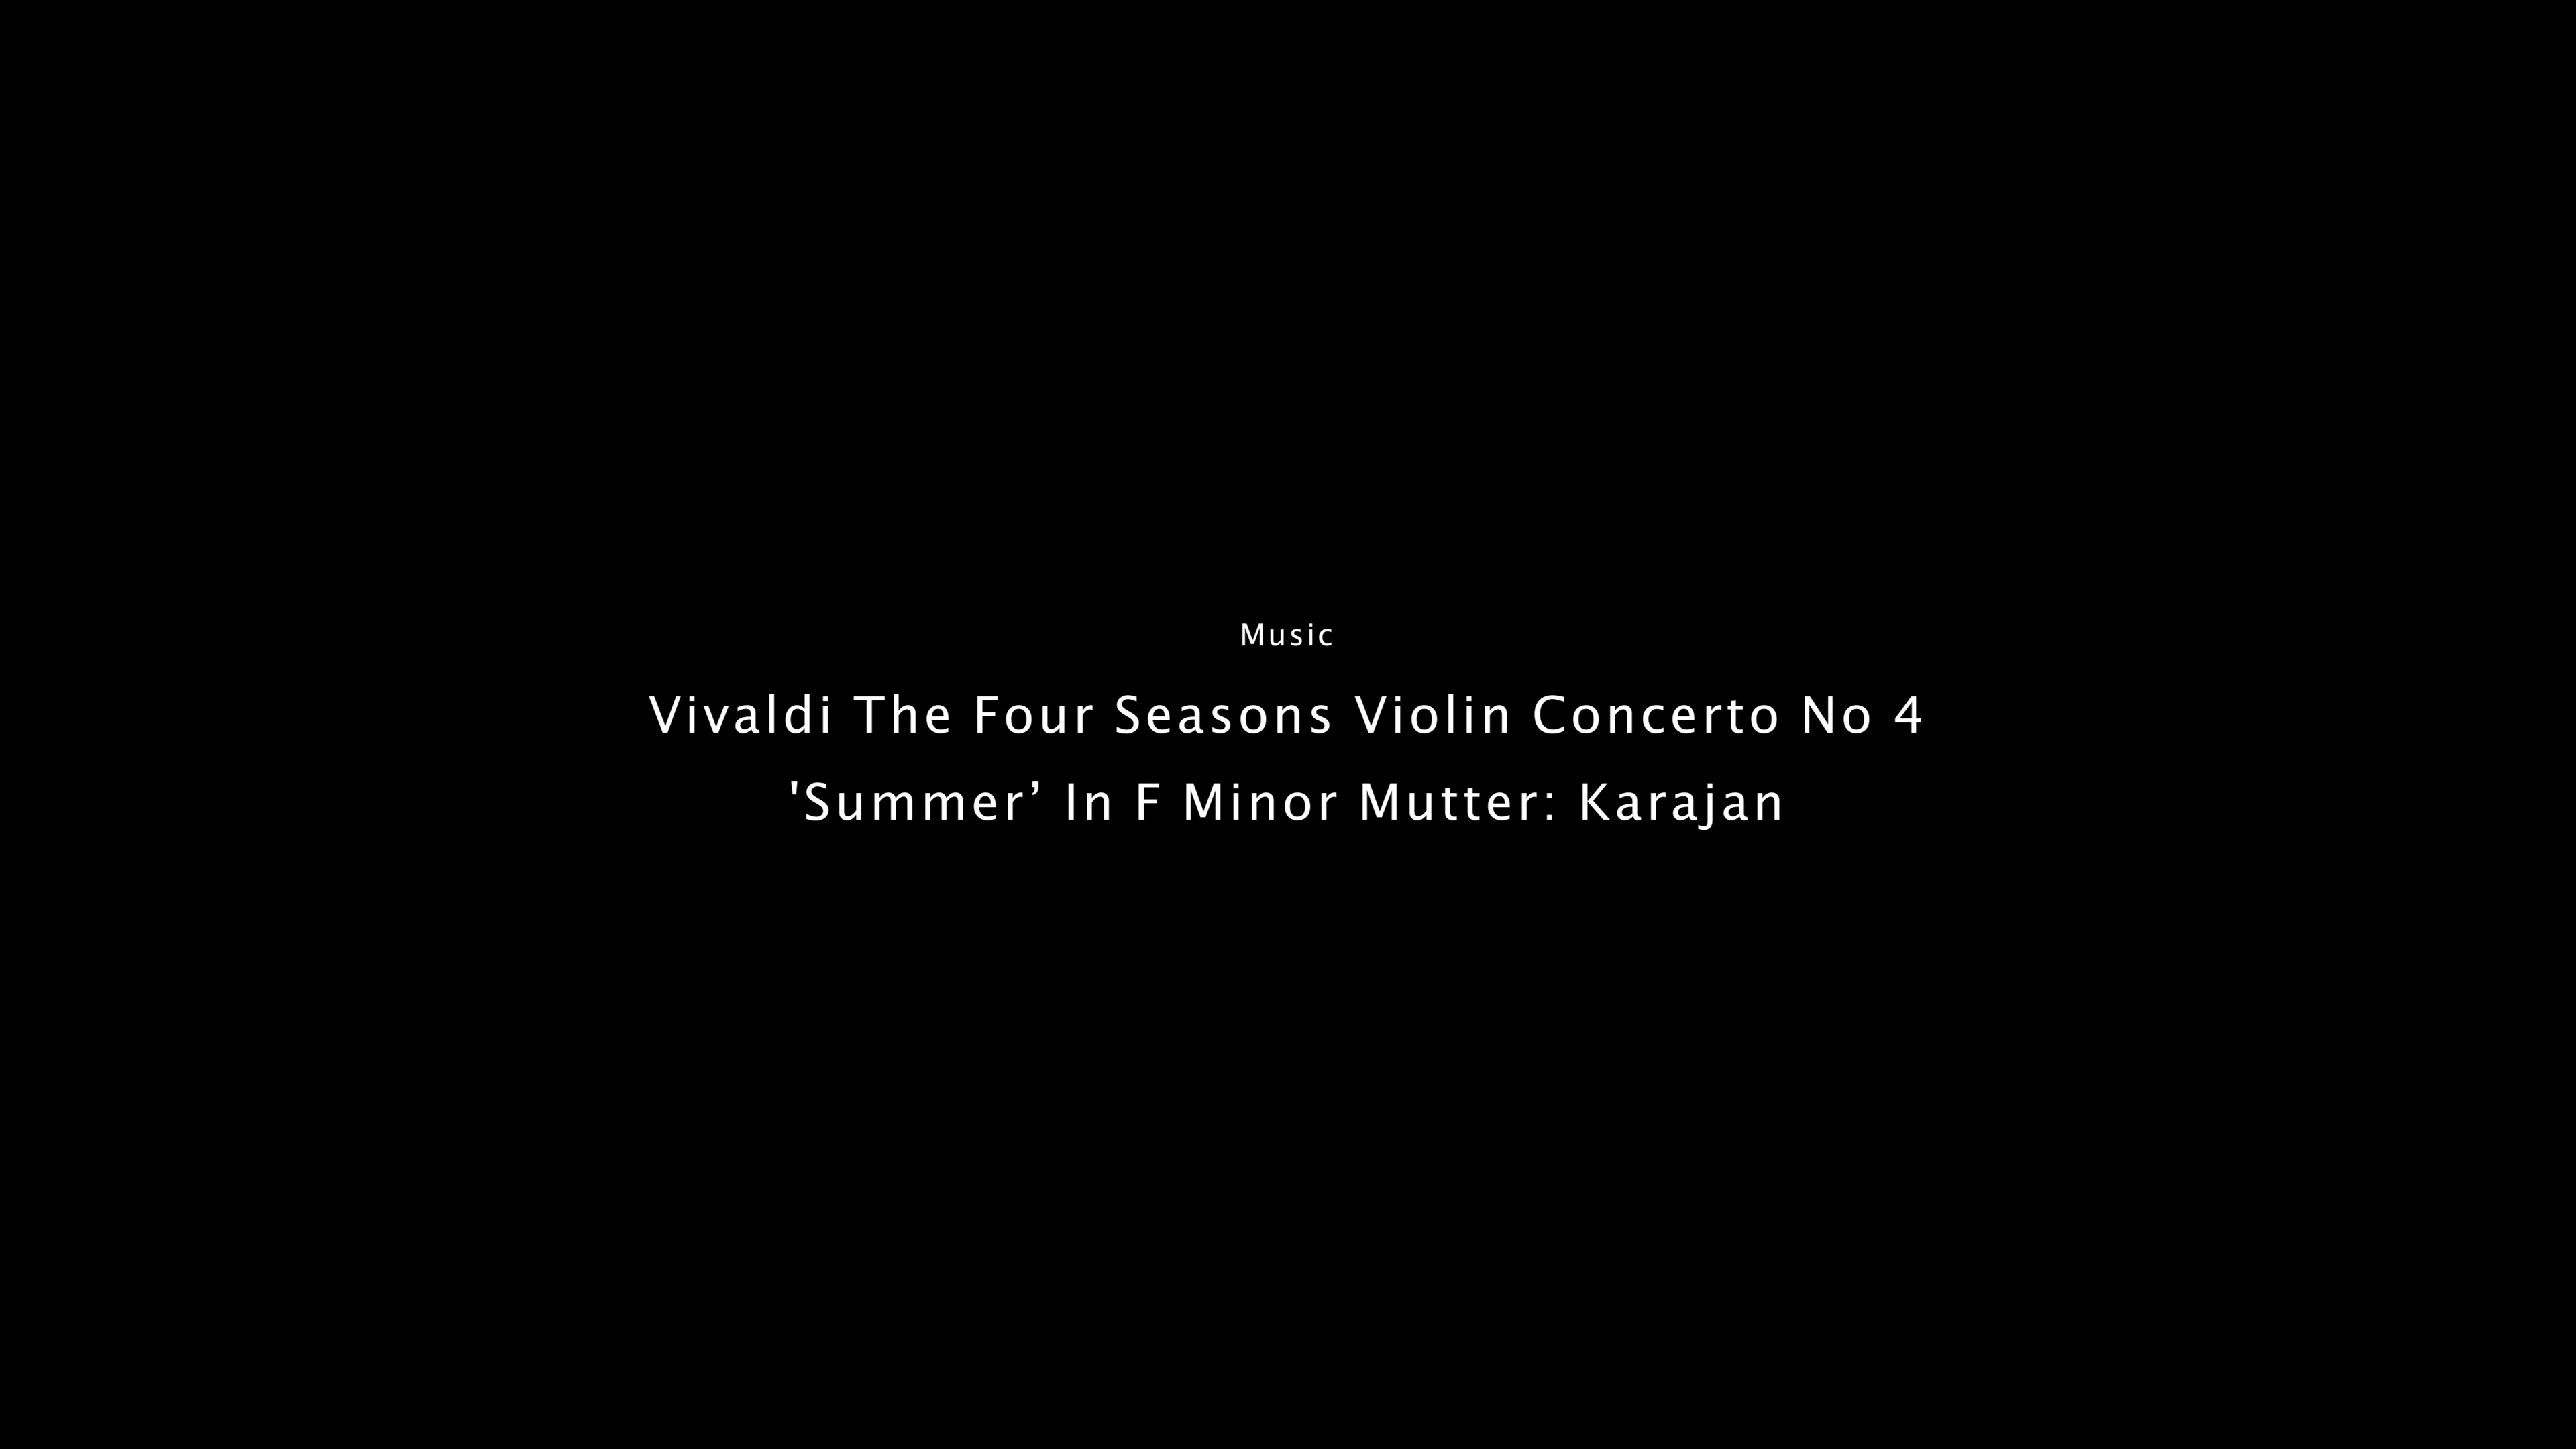 Music
Vivaldi The Four Seasons Violin Concerto No 4
'Summer’ In F Minor Mutter: Karajan